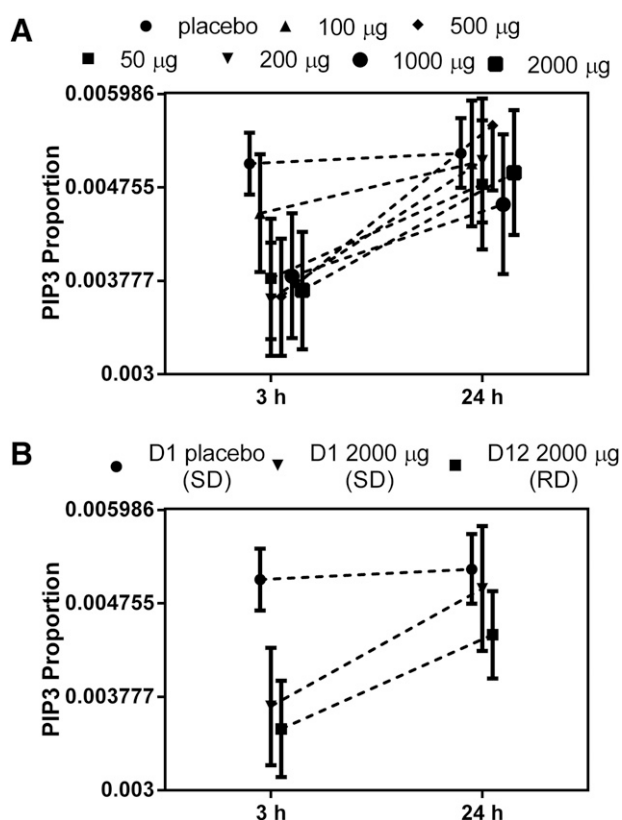 A
placebo 100 μg 500 μg
50 μg 200 μg 1000 μg 2000 μg
0.005986
0.004755
0.003777
0.003
PIP3 Proportion
3 h 24 h
B
D1 placebo (SD) D1 2000 μg (SD) D12 2000 μg (RD)
0.005986
0.004755
0.003777
0.003
PIP3 Proportion
3 h 24 h